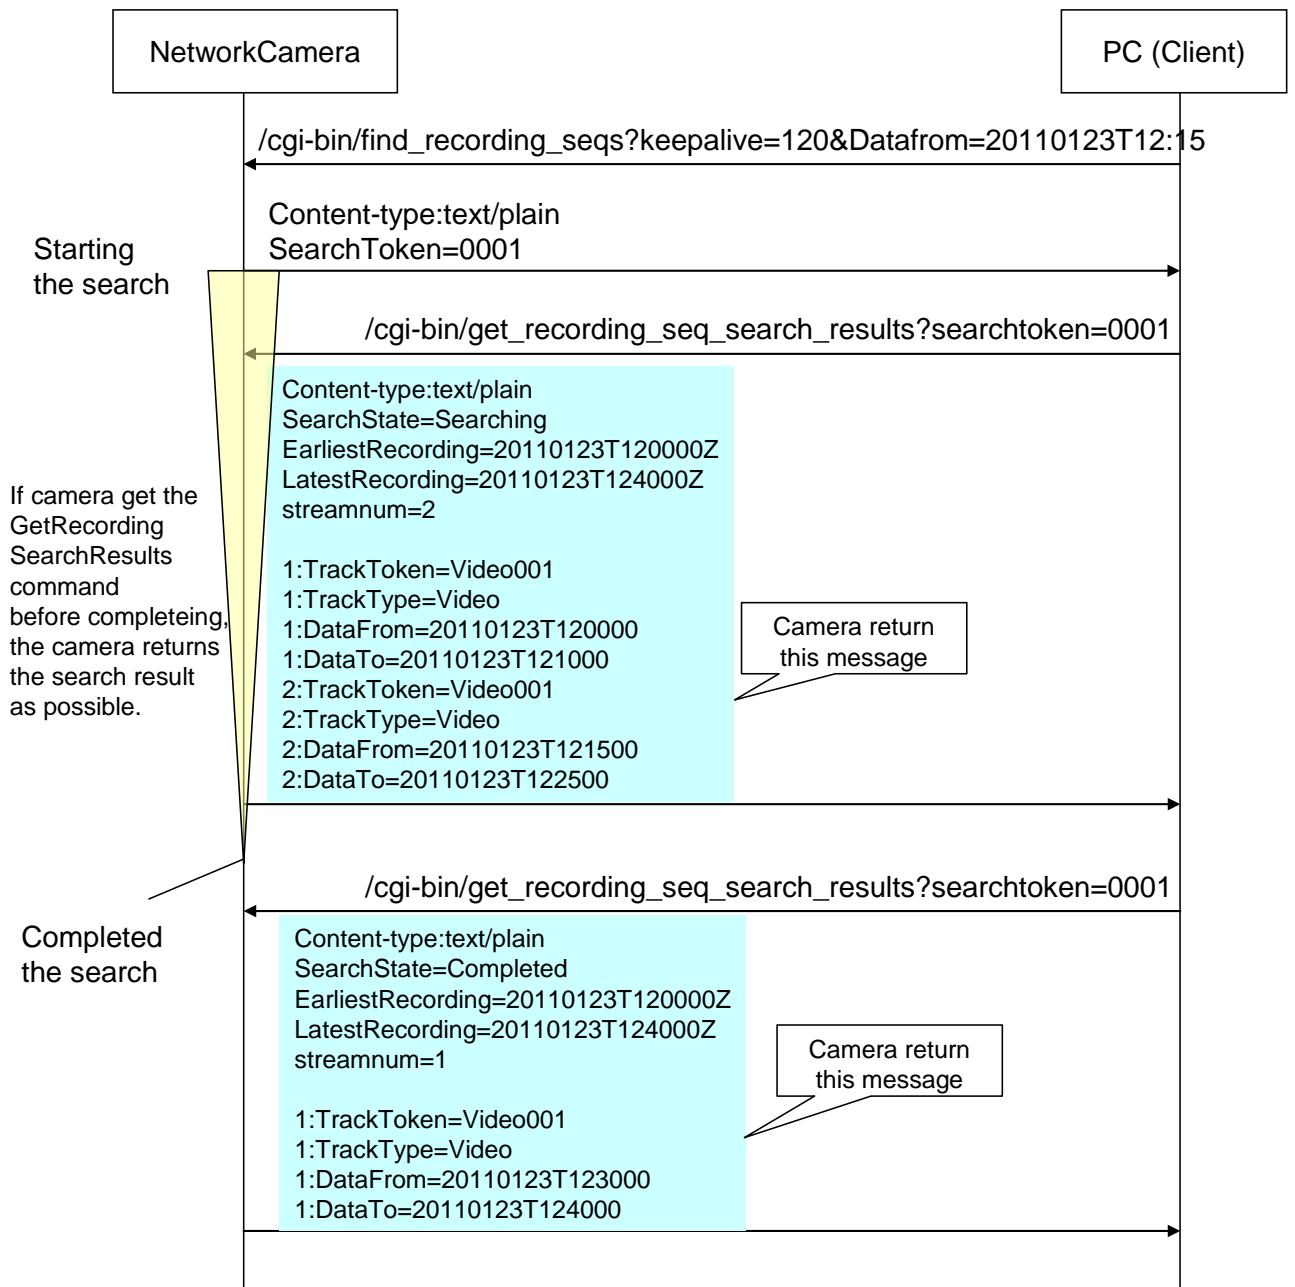 NetworkCamera
PC (Client)
/cgi-bin/find_recording_seqs?keepalive=120&Datafrom=20110123T12:15
Content-type:text/plain
SearchToken=0001
Starting
the search
/cgi-bin/get_recording_seq_search_results?searchtoken=0001
Content-type:text/plain
SearchState=Searching
EarliestRecording=20110123T120000Z
LatestRecording=20110123T124000Z
streamnum=2
1:TrackToken=Video001
1:TrackType=Video
1:DataFrom=20110123T120000
1:DataTo=20110123T121000
2:TrackToken=Video001
2:TrackType=Video
2:DataFrom=20110123T121500
2:DataTo=20110123T122500
If camera get the
GetRecording
SearchResults
command
before completeing,
the camera returns
the search result
as possible.
Camera return
this message
/cgi-bin/get_recording_seq_search_results?searchtoken=0001
Completed
the search
Content-type:text/plain
SearchState=Completed
EarliestRecording=20110123T120000Z
LatestRecording=20110123T124000Z
streamnum=1
1:TrackToken=Video001
1:TrackType=Video
1:DataFrom=20110123T123000
1:DataTo=20110123T124000
Camera return
this message